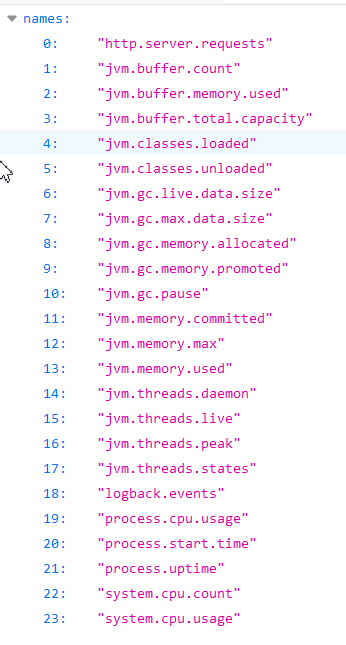 names:
0: "http.server.requests"
1: "jvm.buffer.count"
2: "jvm.buffer.memory.used"
3: "jvm.buffer.total.capacity"
4: "jvm.classes.loaded"
5: "jvm.classes.unloaded"
6: "jvm.gc.live.data.size"
7: "jvm.gc.max.data.size"
8: "jvm.gc.memory.allocated"
9: "jvm.gc.memory.promoted"
10: "jvm.gc.pause"
11: "jvm.memory.committed"
12: "jvm.memory.max"
13: "jvm.memory.used"
14: "jvm.threads.daemon"
15: "jvm.threads.live"
16: "jvm.threads.peak"
17: "jvm.threads.states"
18: "logback.events"
19: "process.cpu.usage"
20: "process.start.time"
21: "process.uptime"
22: "system.cpu.count"
23: "system.cpu.usage"